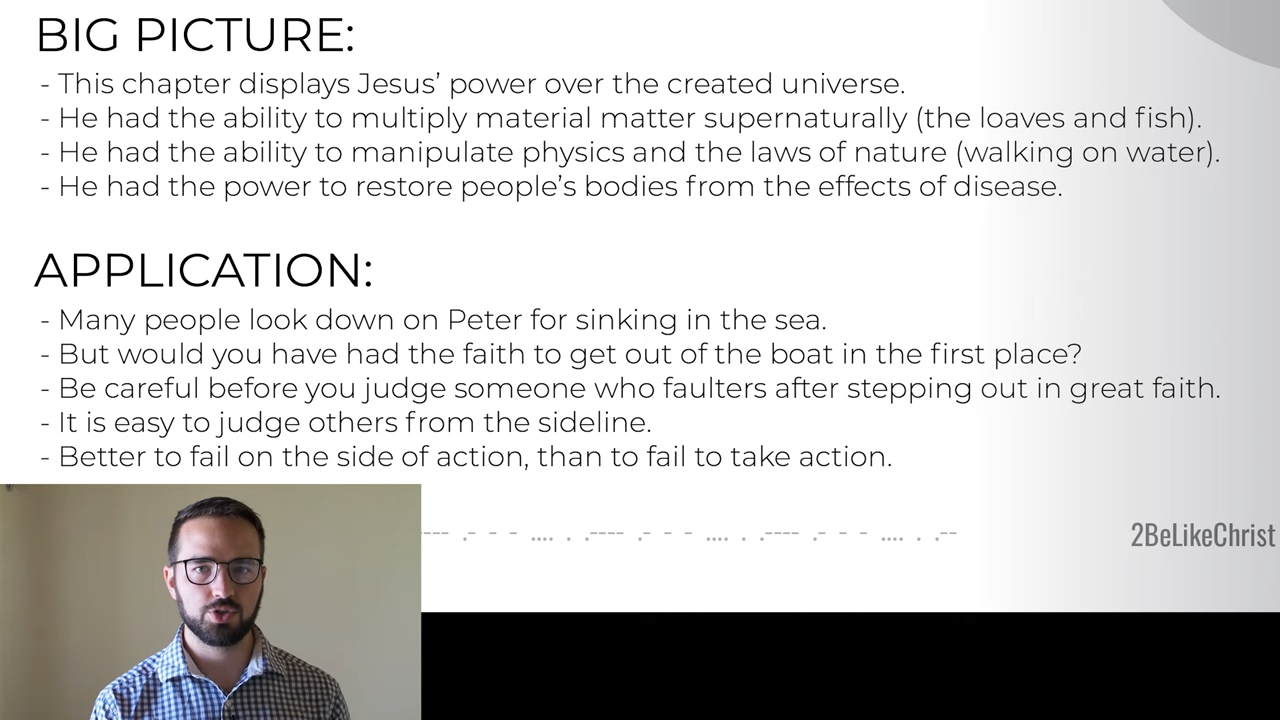 BIG PICTURE:
- This chapter displays Jesus’ power over the created universe.
- He had the ability to multiply material matter supernaturally (the loaves and fish).
- He had the ability to manipulate physics and the laws of nature (walking on water).
- He had the power to restore people’s bodies from the effects of disease.
APPLICATION:
- Many people look down on Peter for sinking in the sea.
- But would you have had the faith to get out of the boat in the first place?
- Be careful before you judge someone who faulters after stepping out in great faith.
- It is easy to judge others from the sideline.
- Better to fail on the side of action, than to fail to take action.
2BeLikeChrist